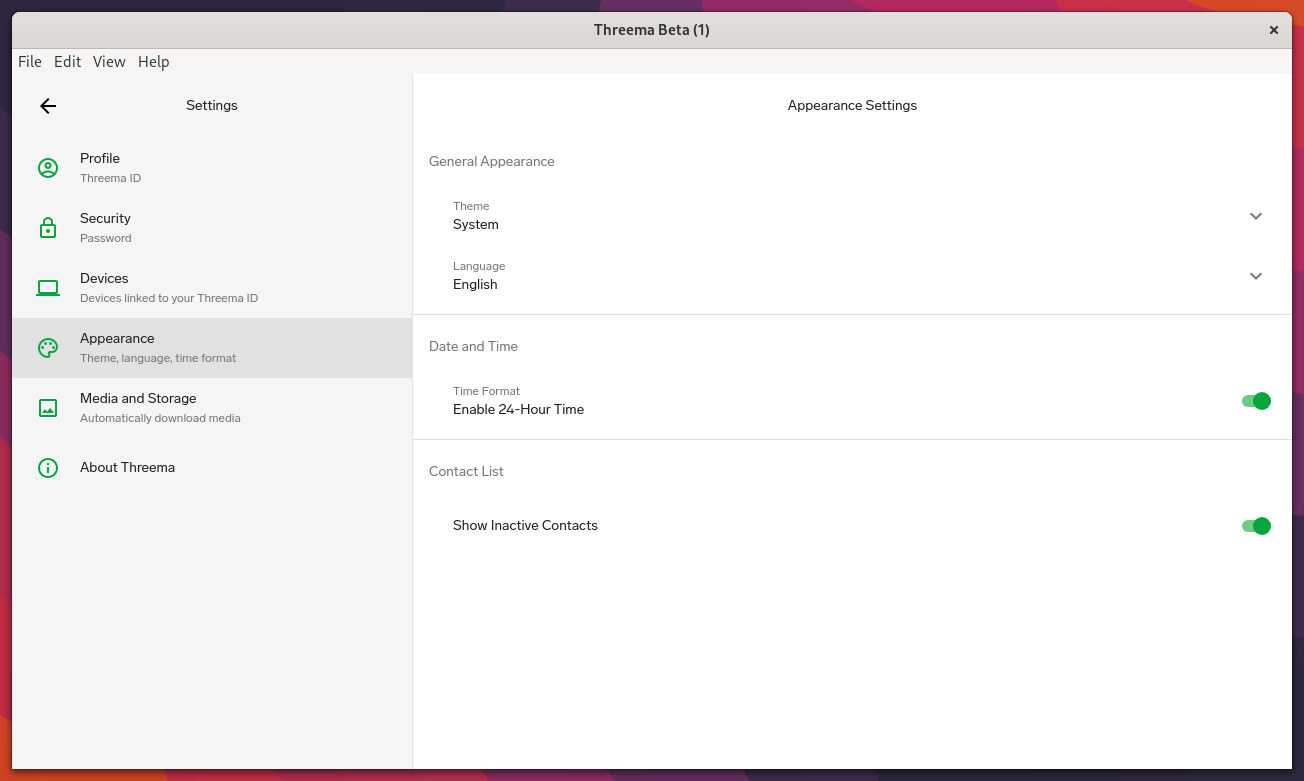 Threema Beta (1)
File Edit View Help
Settings
Profile
Threema ID
Security
Password
Devices
Devices linked to your Threema ID
Appearance
Theme, language, time format
Media and Storage
Automatically download media
About Threema
Appearance Settings
General Appearance
Theme
System
Language
English
Date and Time
Time Format
Enable 24-Hour Time
Contact List
Show Inactive Contacts